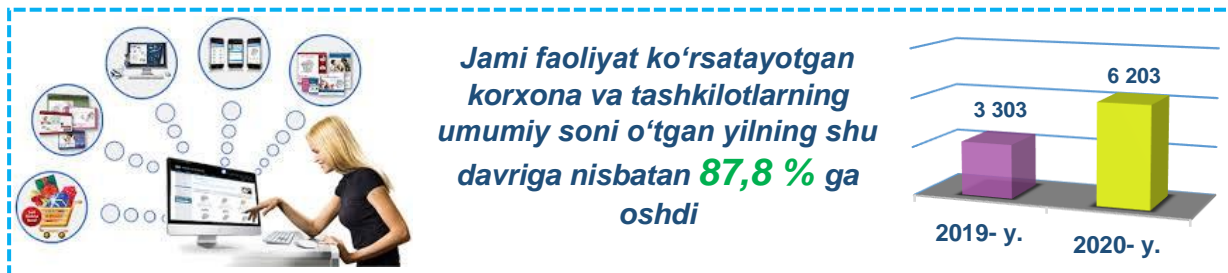 Jami faoliyat ko‘rsatayotgan
korxona va tashkilotlarning
umumiy soni o‘tgan yilning shu
davriga nisbatan 87,8 % ga
oshdi
6 203
3 303
2019- y.
2020- y.